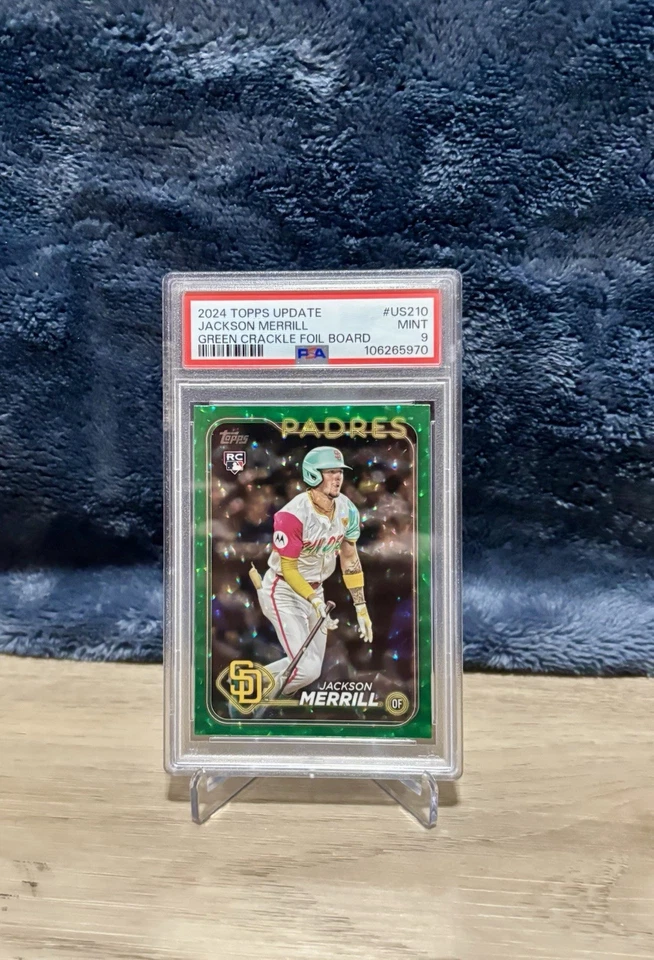 2024 TOPPS UPDATE #US210
JACKSON MERRILL MINT
GREEN CRACKLE FOIL BOARD 9
PSA 106265970
Topps PADRES
RC
SD
JACKSON
MERRILL OF